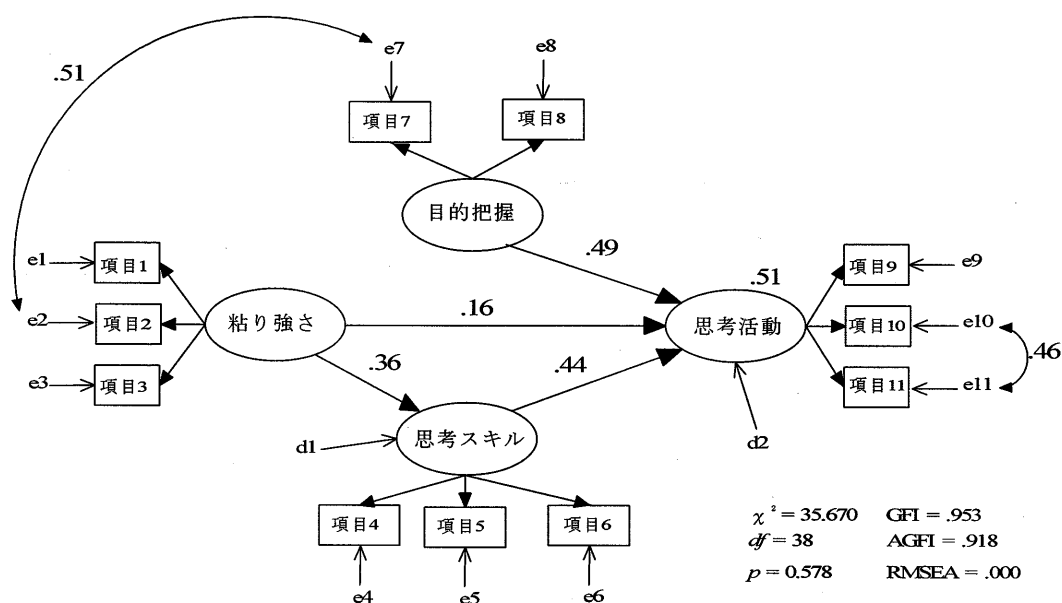 e7
e8
.51
項目7
項目8
目的把握
.49
e1
項目1
e2
項目2
e3
項目3
粘り強さ
.16
.36
.44
.51
思考活動
項目9
e9
項目10
e10
項目11
e11
.46
d1
思考スキル
d2
項目4
項目5
項目6
e4
e5
e6
χ² = 35.670 GFI = .953
df = 38 AGFI = .918
p = 0.578 RMSEA = .000